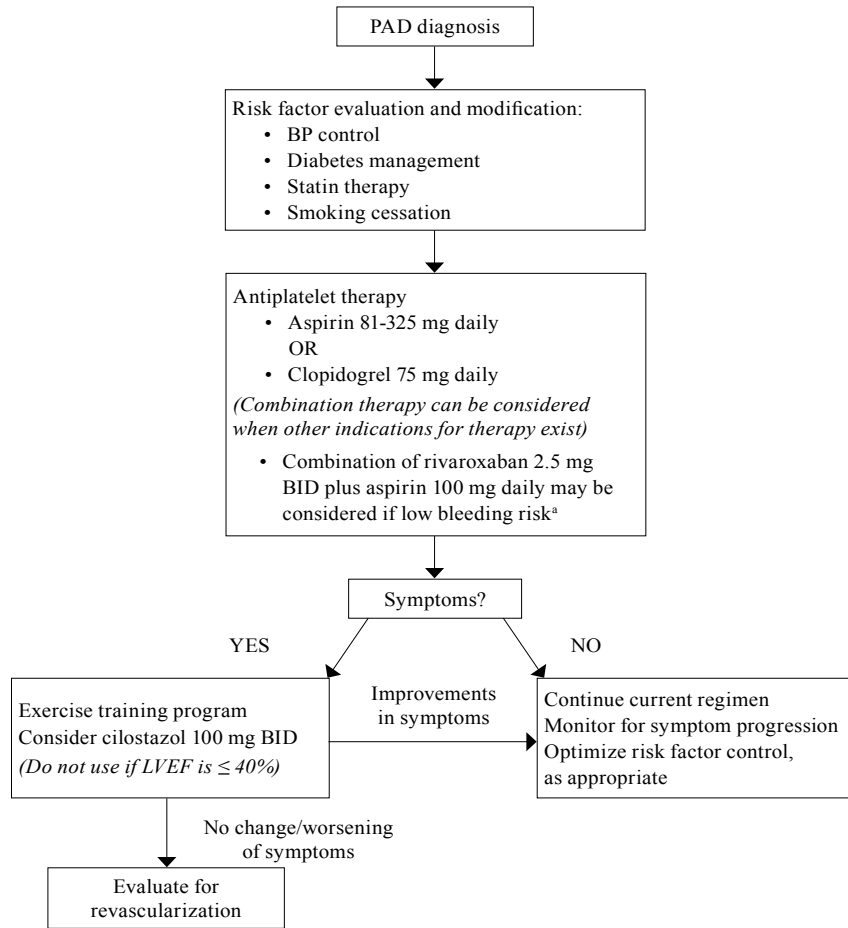 PAD diagnosis
Risk factor evaluation and modification:
• BP control
• Diabetes management
• Statin therapy
• Smoking cessation
Antiplatelet therapy
• Aspirin 81-325 mg daily
OR
• Clopidogrel 75 mg daily
(Combination therapy can be considered
when other indications for therapy exist)
• Combination of rivaroxaban 2.5 mg
BID plus aspirin 100 mg daily may be
considered if low bleeding riskᵃ
Symptoms?
YES
NO
Exercise training program
Consider cilostazol 100 mg BID
(Do not use if LVEF is ≤ 40%)
Improvements
in symptoms
Continue current regimen
Monitor for symptom progression
Optimize risk factor control,
as appropriate
No change/worsening
of symptoms
Evaluate for
revascularization